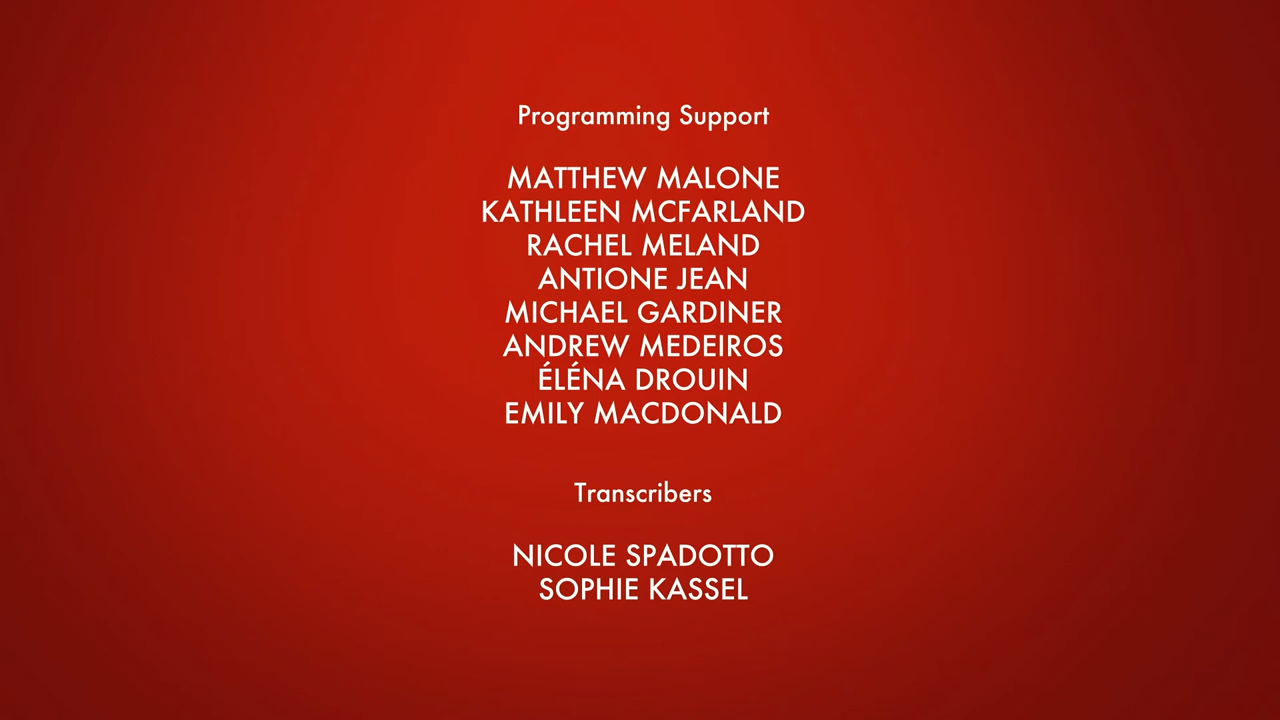 Programming Support
MATTHEW MALONE
KATHLEEN MCFARLAND
RACHEL MELAND
ANTIONE JEAN
MICHAEL GARDINER
ANDREW MEDEIROS
ÉLÉNA DROUIN
EMILY MACDONALD
Transcribers
NICOLE SPADOTTO
SOPHIE KASSEL